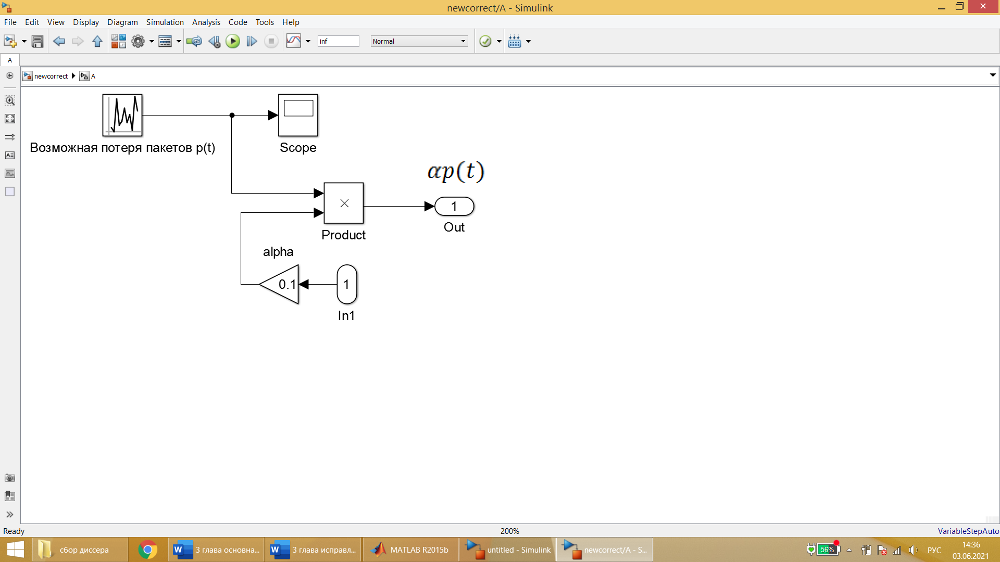 newcorrect/A - Simulink
File Edit View Display Diagram Simulation Analysis Code Tools Help
inf Normal
A
newcorrect A
Возможная потеря пакетов p(t)
Scope
αp(t)
1
Out
Product
alpha
0.1
1
In1
Ready 200% VariableStepAuto
сбор диссера 3 глава основна... 3 глава исправл... MATLAB R2015b untitled - Simulink newcorrect/A - S... 56% РУС 14:36
03.06.2021